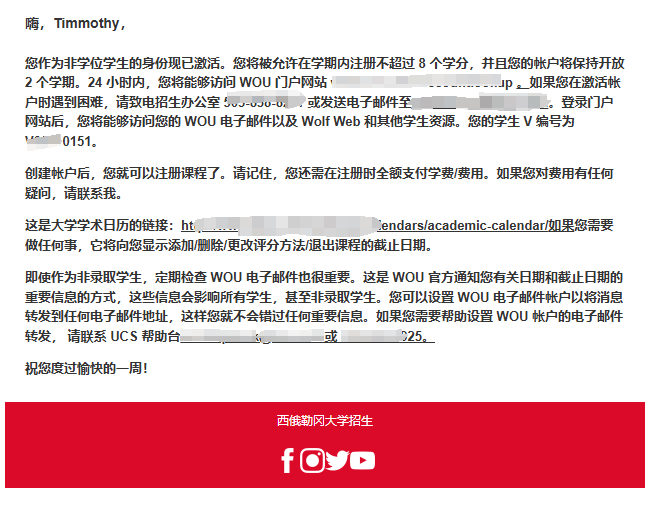 嗨，Timmothy，
您作为非学位学生的身份现已激活。您将被允许在学期内注册不超过 8 个学分，并且您的帐户将保持开放
2 个学期。24 小时内，您将能够访问 WOU 门户网站 。如果您在激活帐
户时遇到困难，请致电招生办公室 或发送电子邮件至 。登录门户
网站后，您将能够访问您的 WOU 电子邮件以及 Wolf Web 和其他学生资源。您的学生 V 编号为
0151。
创建帐户后，您就可以注册课程了。请记住，您还需在注册时全额支付学费/费用。如果您对费用有任何
疑问，请联系我。
这是大学学术日历的链接： lendars/academic-calendar/如果您需要
做任何事，它将向您显示添加/删除/更改评分方法/退出课程的截止日期。
即使作为非录取学生，定期检查 WOU 电子邮件也很重要。这是 WOU 官方通知您有关日期和截止日期的
重要信息的方式，这些信息会影响所有学生，甚至非录取学生。您可以设置 WOU 电子邮件帐户以将消息
转发到任何电子邮件地址，这样您就不会错过任何重要信息。如果您需要帮助设置 WOU 帐户的电子邮件
转发， 请联系 UCS 帮助台 或 025。
祝您度过愉快的一周！
西俄勒冈大学招生